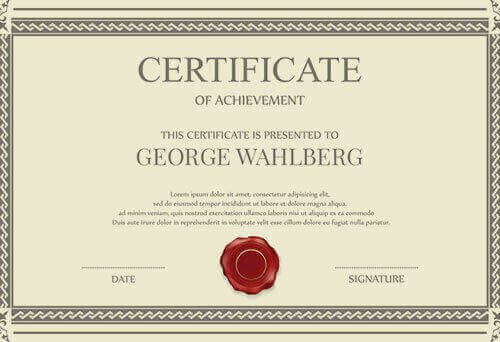 CERTIFICATE
OF ACHIEVEMENT
THIS CERTIFICATE IS PRESENTED TO
GEORGE WAHLBERG
Lorem ipsum dolor sit amet, consectetur adipisicing elit,
sed do eiusmod tempor incididunt ut labore et dolore magna aliqua.
ad minim veniam, quis nostrud exercitation ullamco laboris nisi ut aliquip ex ea commodo
Duis aute irure dolor in reprehenderit in voluptate velit esse cillum dolore eu fugiat nulla pariatur.
DATE
SIGNATURE